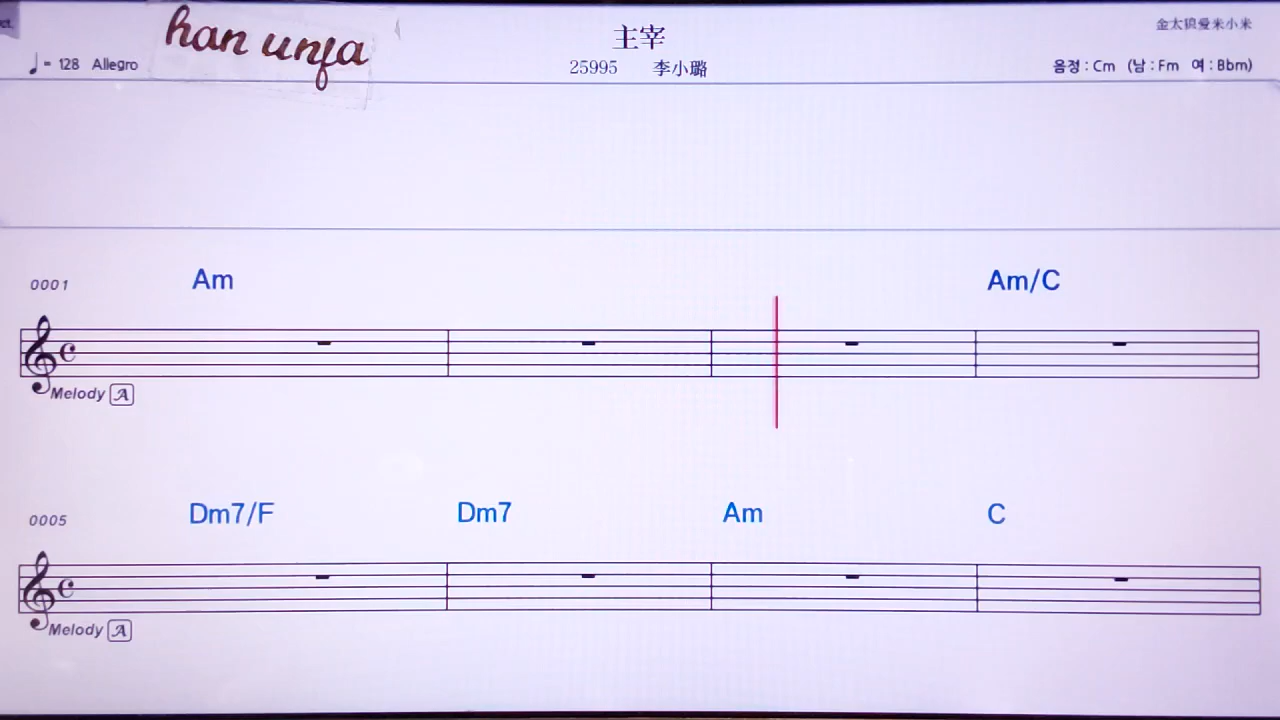 han unfa
主宰
金太狼爱米小米
♩= 128 Allegro
25995 李小璐
음정 : Cm (남 : Fm 여 : Bbm)
0001 Am Am/C
Melody A
0005 Dm7/F Dm7 Am C
Melody A